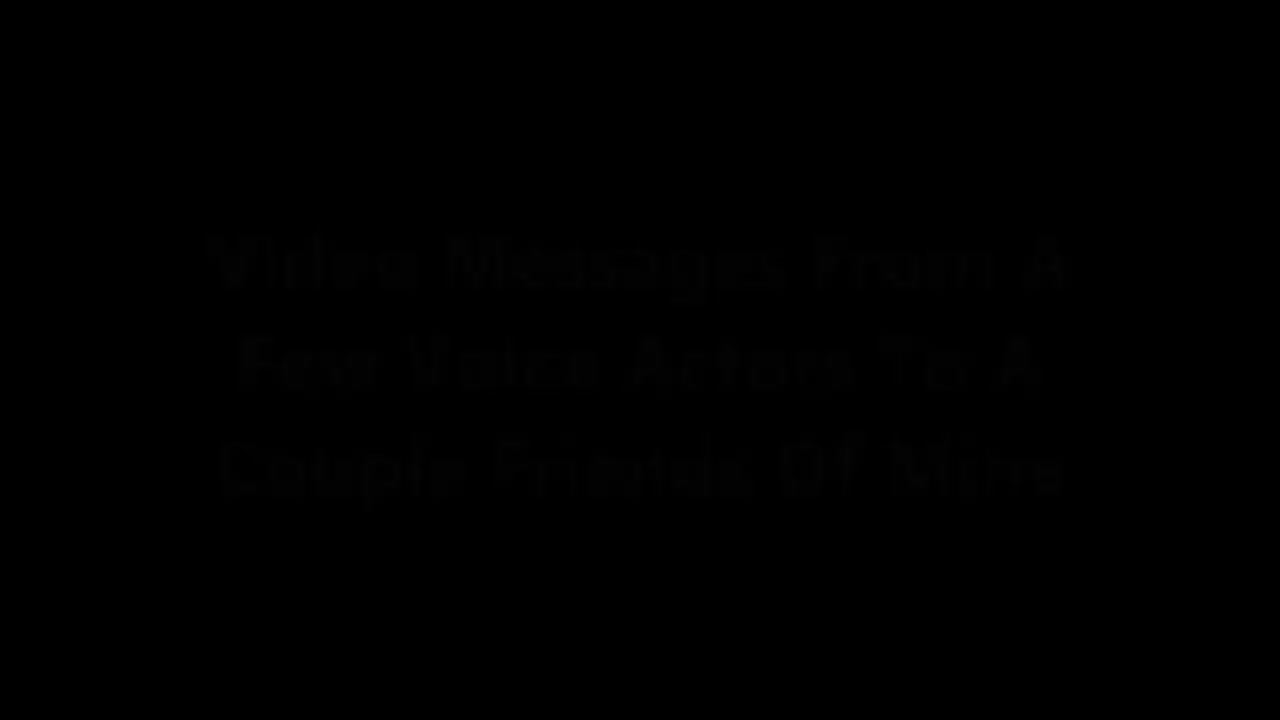 Video Messages From A
Few Voice Actors To A
Couple Friends Of Mine